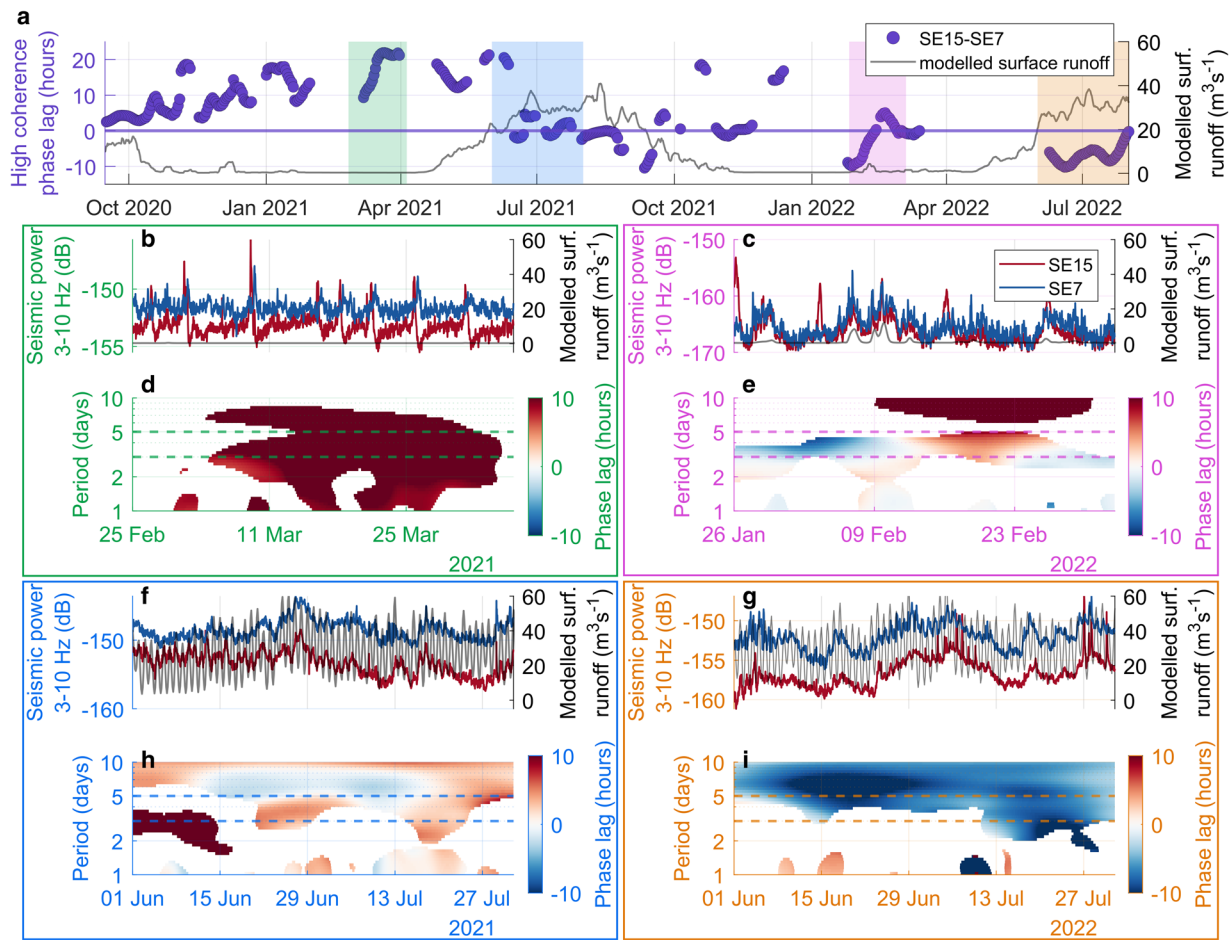 a
High coherence
phase lag (hours)
20
10
0
-10
SE15-SE7
modelled surface runoff
60
40
20
0
Modelled surf.
runoff (m³s⁻¹)
Oct 2020
Jan 2021
Apr 2021
Jul 2021
Oct 2021
Jan 2022
Apr 2022
Jul 2022
b
Seismic power
3-10 Hz (dB)
-150
-155
60
40
20
0
Modelled surf.
runoff (m³s⁻¹)
c
Seismic power
3-10 Hz (dB)
-150
-160
-170
SE15
SE7
60
40
20
0
Modelled surf.
runoff (m³s⁻¹)
d
Period (days)
10
5
2
1
25 Feb
11 Mar
25 Mar
2021
10
0
-10
Phase lag (hours)
e
Period (days)
10
5
2
1
26 Jan
09 Feb
23 Feb
2022
10
0
-10
Phase lag (hours)
f
Seismic power
3-10 Hz (dB)
-150
-160
60
40
20
0
Modelled surf.
runoff (m³s⁻¹)
g
Seismic power
3-10 Hz (dB)
-150
-155
-160
60
40
20
0
Modelled surf.
runoff (m³s⁻¹)
h
Period (days)
10
5
2
1
01 Jun
15 Jun
29 Jun
13 Jul
27 Jul
2021
10
0
-10
Phase lag (hours)
i
Period (days)
10
5
2
1
01 Jun
15 Jun
29 Jun
13 Jul
27 Jul
2022
10
0
-10
Phase lag (hours)